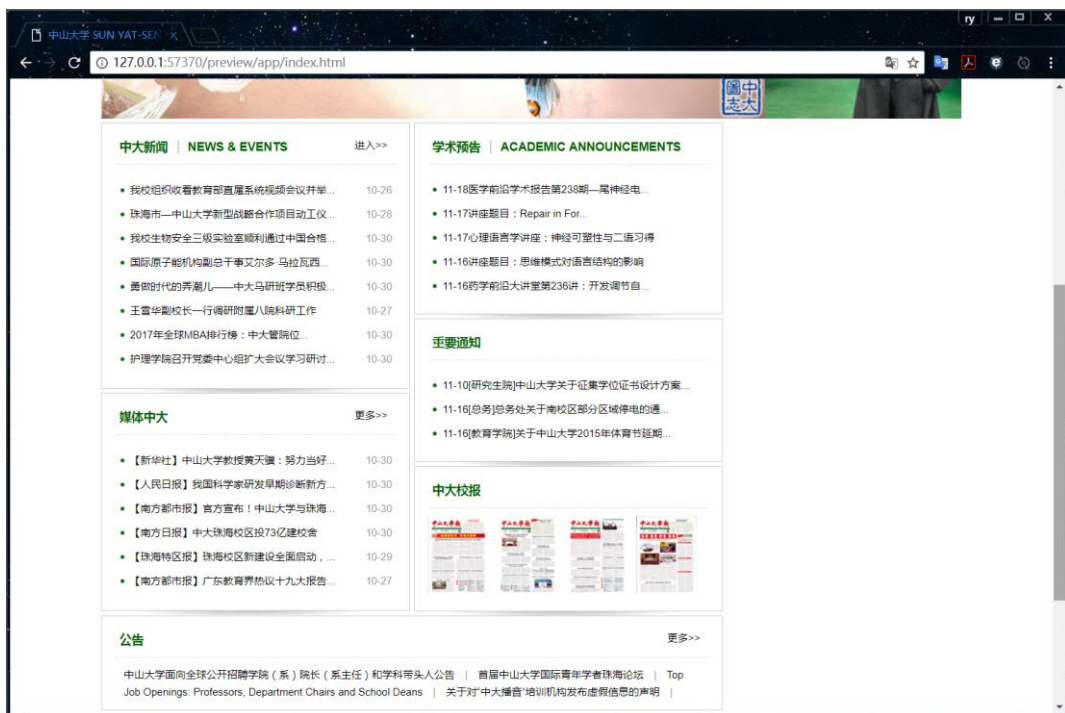 ry
中山大学 SUN YAT-SEN
127.0.0.1:57370/preview/app/index.html
中大新闻 | NEWS & EVENTS 进入>>
我校组织收看教育部直属系统视频会议并举... 10-26
珠海市—中山大学新型战略合作项目动工仪... 10-28
我校生物安全三级实验室顺利通过中国合格... 10-30
国际原子能机构副总干事艾尔多·马拉瓦西... 10-30
勇做时代的弄潮儿——中大马研班学员积极... 10-30
王雪华副校长一行调研附属八院科研工作 10-27
2017年全球MBA排行榜：中大管院位... 10-30
护理学院召开党委中心组扩大会议学习研讨... 10-30
媒体中大 更多>>
【新华社】中山大学教授黄天骥：努力当好... 10-30
【人民日报】我国科学家研发早期诊断新方... 10-30
【南方都市报】官方宣布！中山大学与珠海... 10-30
【南方日报】中大珠海校区投73亿建校舍 10-30
【珠海特区报】珠海校区新建设全面启动，... 10-29
【南方都市报】广东教育界热议十九大报告... 10-27
学术预告 | ACADEMIC ANNOUNCEMENTS
11-18医学前沿学术报告第238期—尾神经电...
11-17讲座题目：Repair in For...
11-17心理语言学讲座：神经可塑性与二语习得
11-16讲座题目：思维模式对语言结构的影响
11-16药学前沿大讲堂第236讲：开发调节自...
重要通知
11-10[研究生院]中山大学关于征集学位证书设计方案...
11-16[总务]总务处关于南校区部分区域停电的通...
11-16[教育学院]关于中山大学2015年体育节延期...
中大校报
中山大学报 中山大学报 中山大学报 中山大学报
公告 更多>>
中山大学面向全球公开招聘学院（系）院长（系主任）和学科带头人公告 | 首届中山大学国际青年学者珠海论坛 | Top
Job Openings: Professors, Department Chairs and School Deans | 关于对“中大播音”培训机构发布虚假信息的声明 |